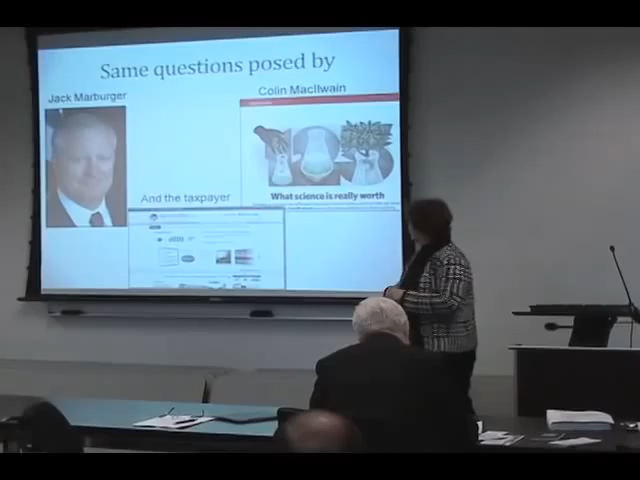 Same questions posed by
Jack Marburger
Colin MacIlwain
What science is really worth
And the taxpayer